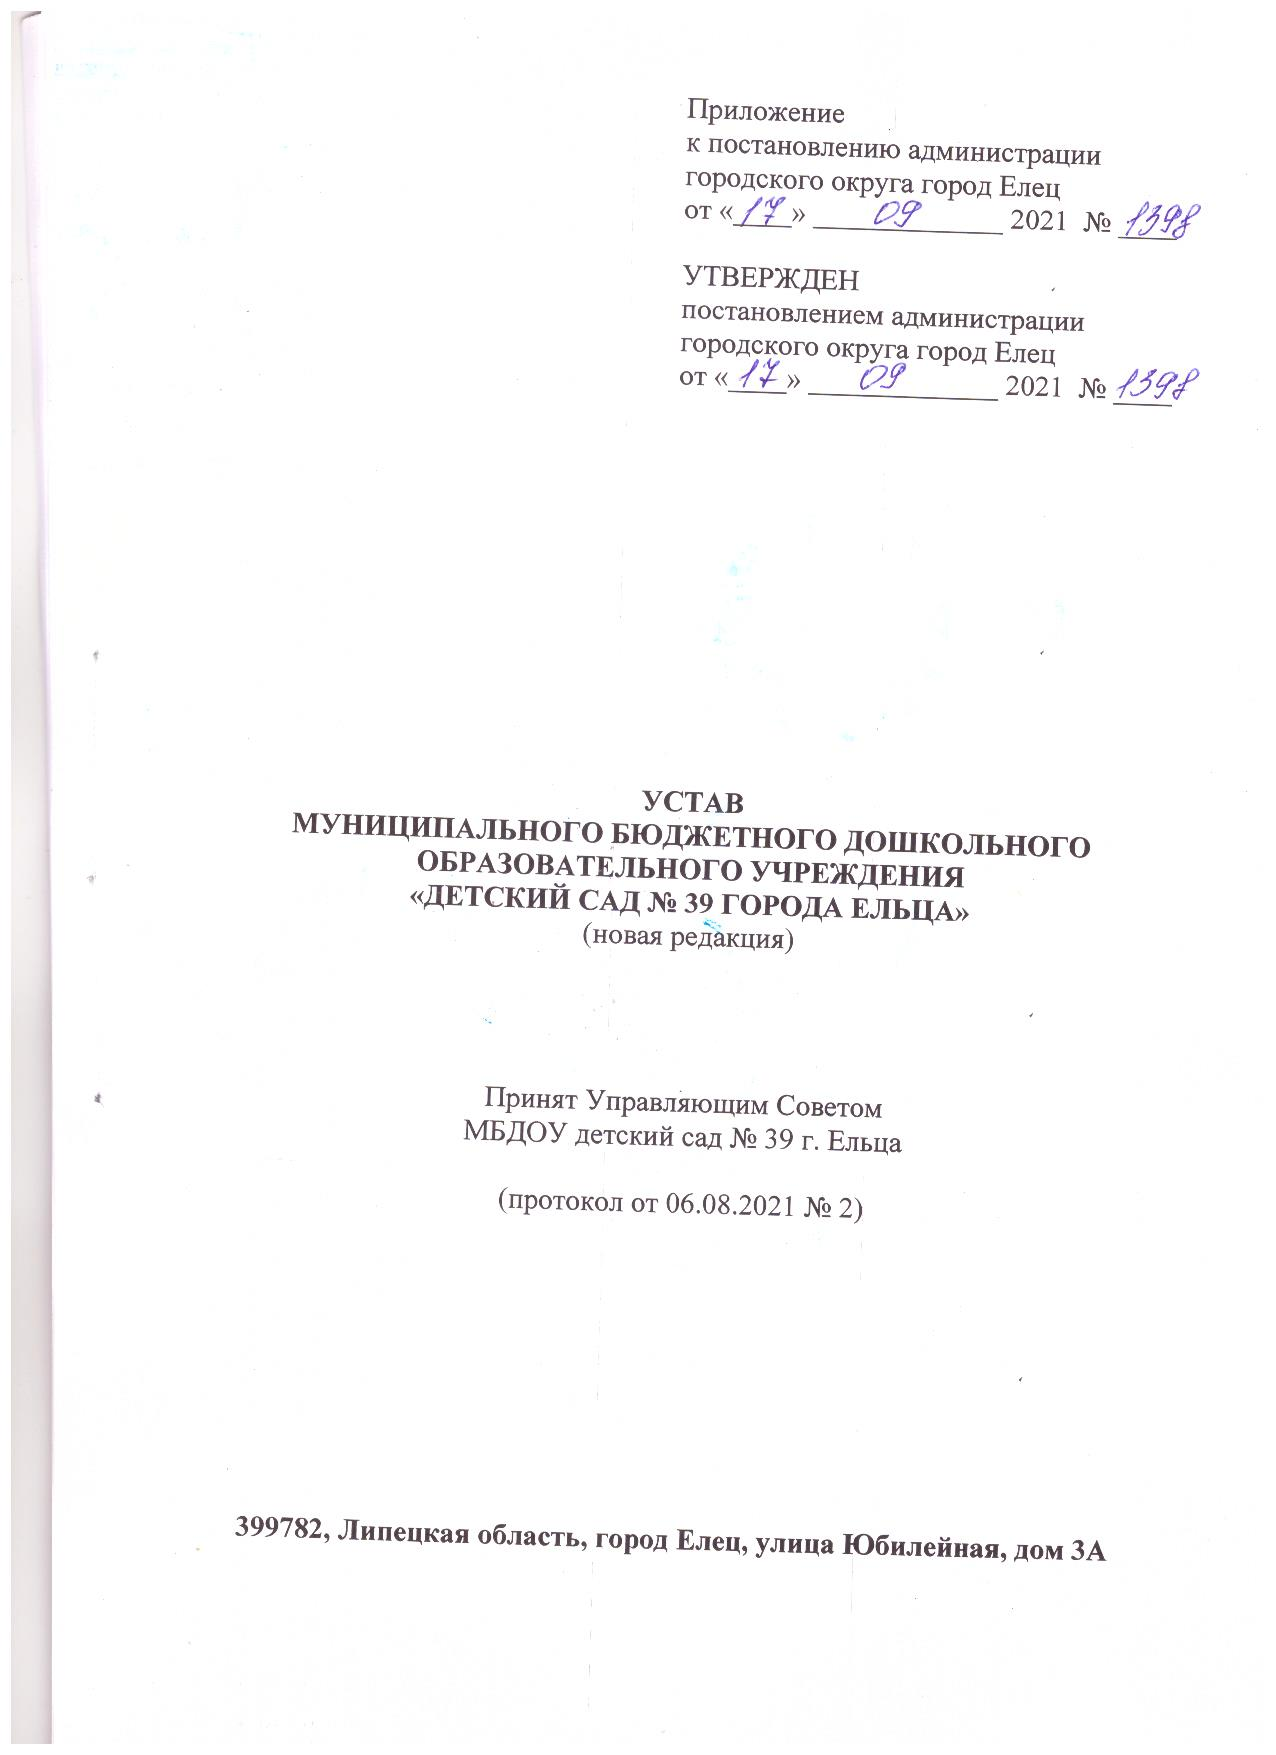 Приложение
к постановлению администрации
городского округа город Елец
от «17» 09 2021 № 1398
УТВЕРЖДЕН
постановлением администрации
городского округа город Елец
от «17» 09 2021 № 1398
УСТАВ
МУНИЦИПАЛЬНОГО БЮДЖЕТНОГО ДОШКОЛЬНОГО
ОБРАЗОВАТЕЛЬНОГО УЧРЕЖДЕНИЯ
«ДЕТСКИЙ САД № 39 ГОРОДА ЕЛЬЦА»
(новая редакция)
Принят Управляющим Советом
МБДОУ детский сад № 39 г. Ельца
(протокол от 06.08.2021 № 2)
399782, Липецкая область, город Елец, улица Юбилейная, дом 3А